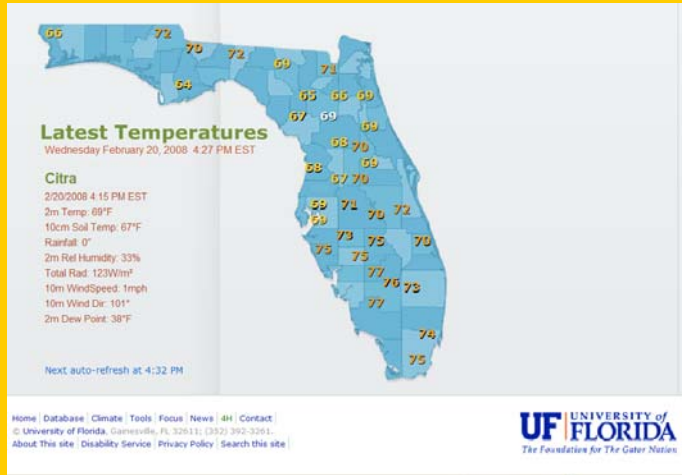 66
72
70
72
69
71
64
65 66 69
67 69
69
68 70
69
68
67 70
69 71
69
70 72
73 75 70
75 75
77
76 73
77
74
75
Latest Temperatures
Wednesday February 20, 2008 4:27 PM EST
Citra
2/20/2008 4:15 PM EST
2m Temp: 69°F
10cm Soil Temp: 67°F
Rainfall: 0"
2m Rel Humidity: 33%
Total Rad: 123W/m²
10m WindSpeed: 1mph
10m Wind Dir: 101°
2m Dew Point: 38°F
Next auto-refresh at 4:32 PM
Home | Database | Climate | Tools | Focus | News | 4H | Contact |
© University of Florida, Gainesville, FL 32611; (352) 392-3261.
About This site | Disability Service | Privacy Policy | Search this site |
UF UNIVERSITY of
FLORIDA
The Foundation for The Gator Nation